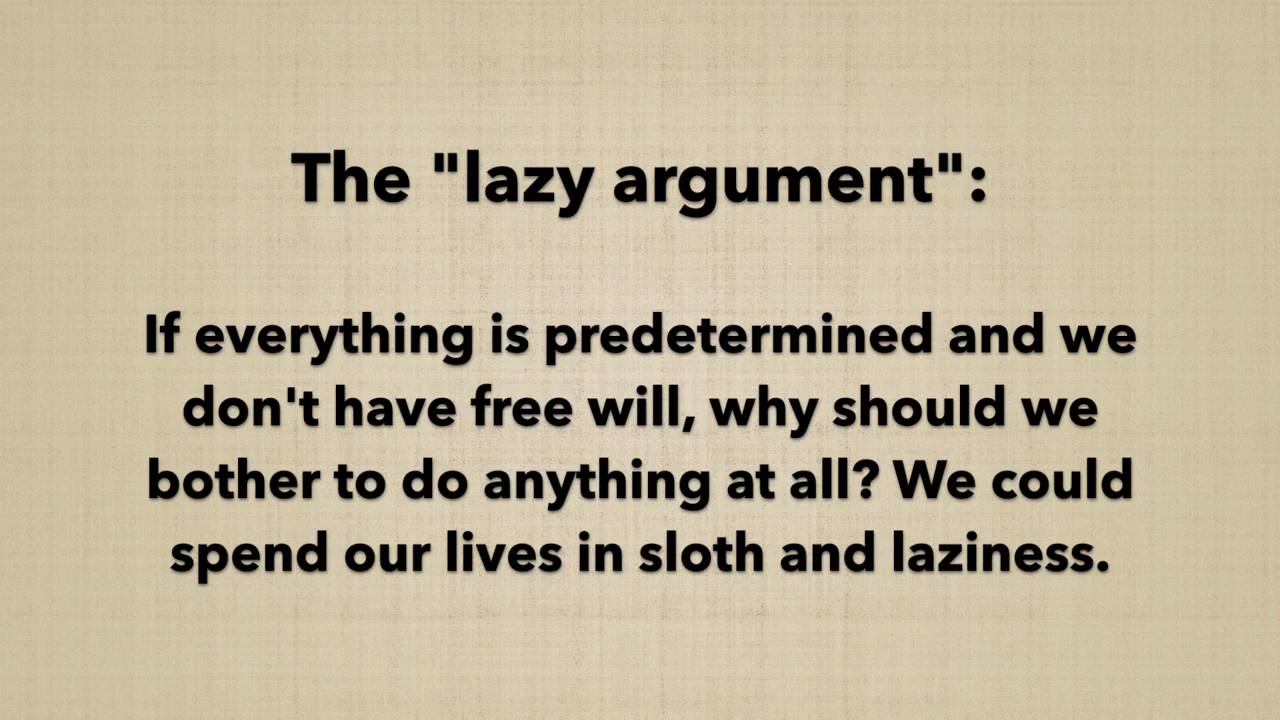 The "lazy argument":
If everything is predetermined and we
don't have free will, why should we
bother to do anything at all? We could
spend our lives in sloth and laziness.